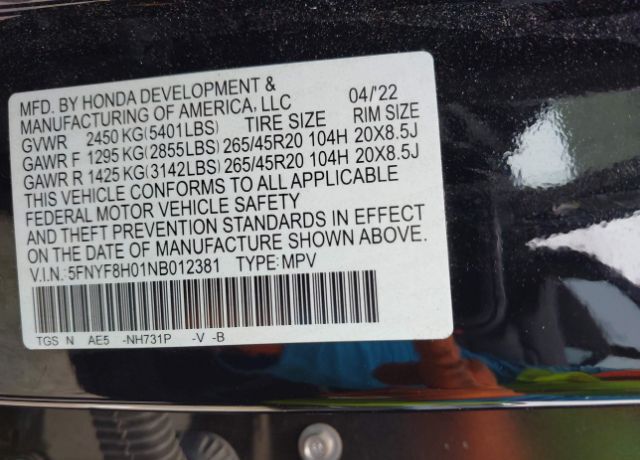 MFD. BY HONDA DEVELOPMENT &
MANUFACTURING OF AMERICA, LLC 04/'22
GVWR 2450 KG(5401LBS) TIRE SIZE RIM SIZE
GAWR F 1295 KG(2855LBS) 265/45R20 104H 20X8.5J
GAWR R 1425 KG(3142LBS) 265/45R20 104H 20X8.5J
THIS VEHICLE CONFORMS TO ALL APPLICABLE
FEDERAL MOTOR VEHICLE SAFETY
AND THEFT PREVENTION STANDARDS IN EFFECT
ON THE DATE OF MANUFACTURE SHOWN ABOVE.
V.I.N.:5FNYF8H01NB012381 TYPE:MPV
TGS N AE5 -NH731P -V -B